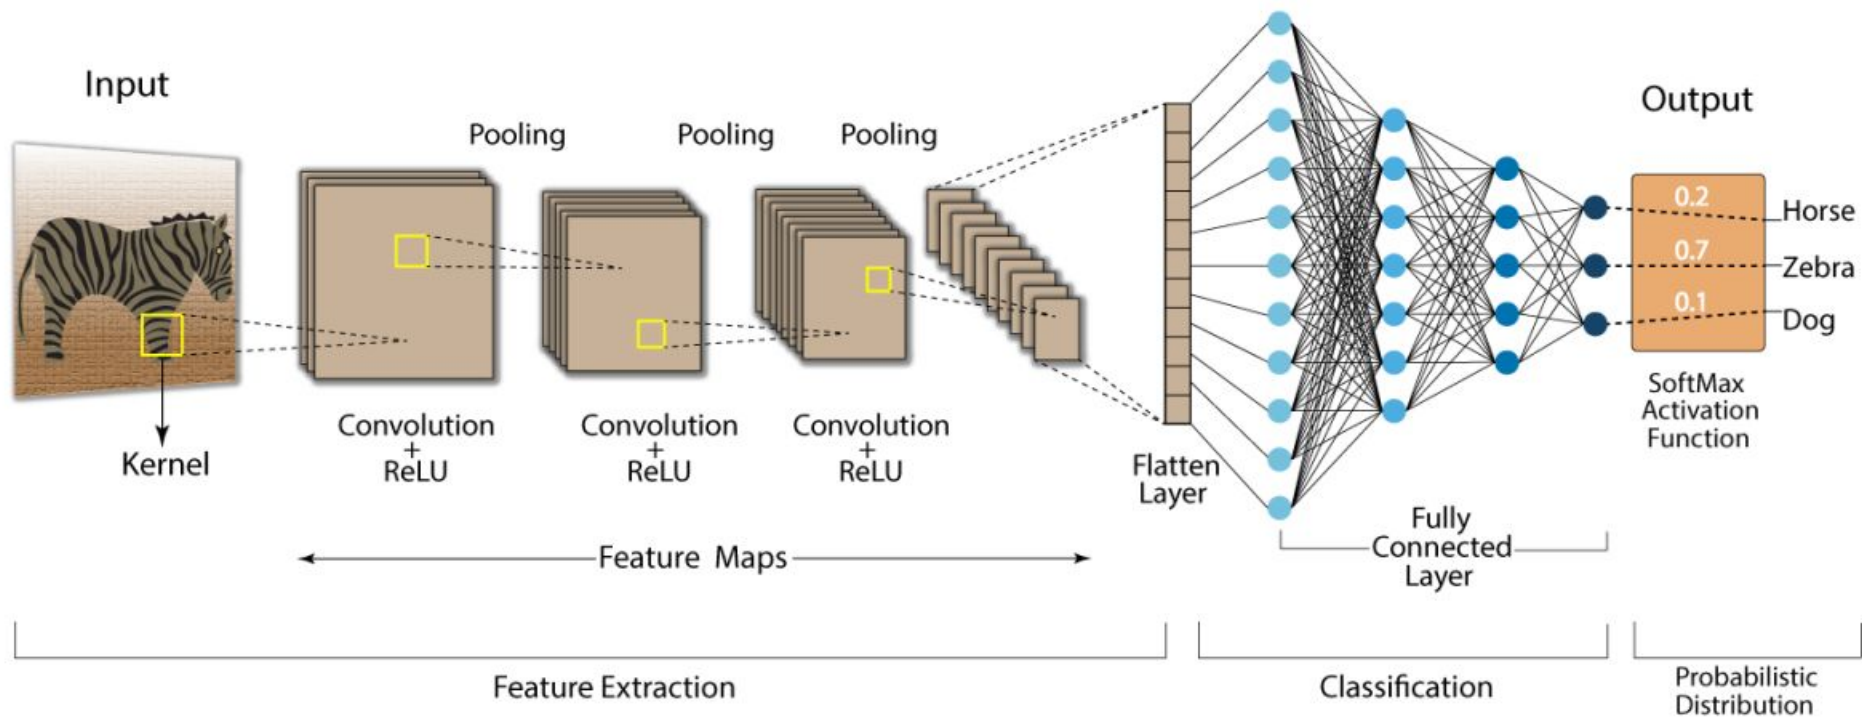 Input
Pooling
Pooling
Pooling
Output
0.2
Horse
0.7
Zebra
0.1
Dog
SoftMax
Activation
Function
Kernel
Convolution
+
ReLU
Convolution
+
ReLU
Convolution
+
ReLU
Flatten
Layer
Fully
Connected
Layer
Feature Maps
Feature Extraction
Classification
Probabilistic
Distribution